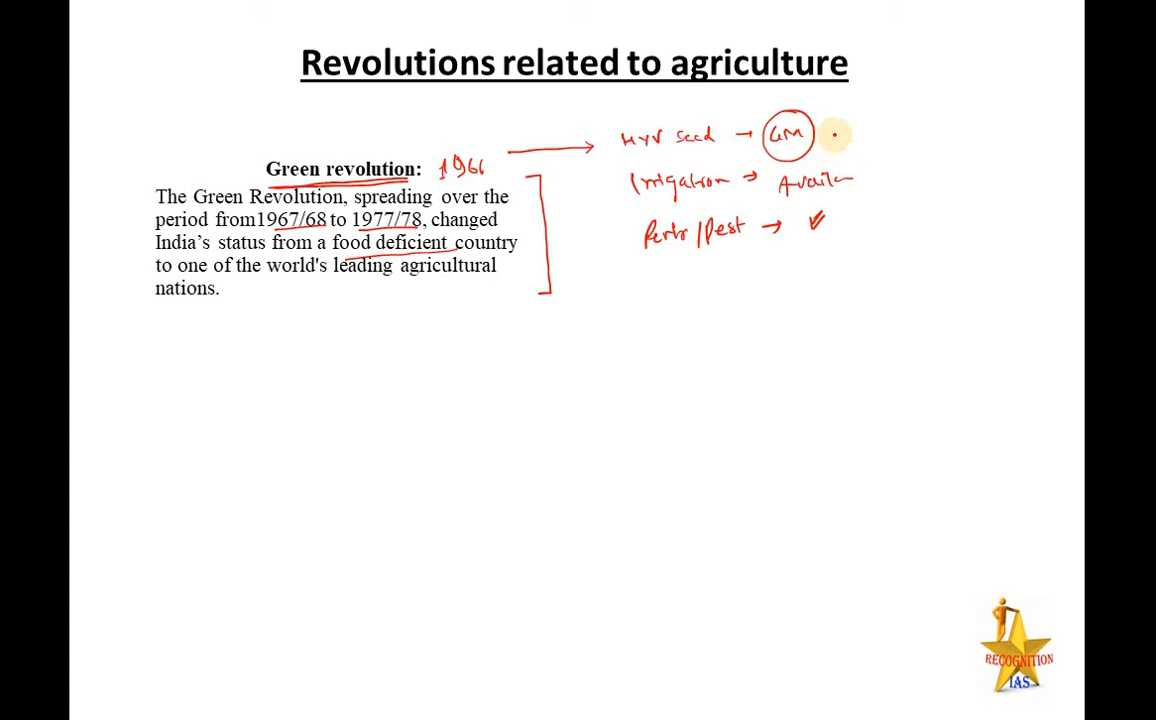 Revolutions related to agriculture
HYV seed → GM
Green revolution: 1966
Irrigation →
The Green Revolution, spreading over the
period from1967/68 to 1977/78, changed
Fertr/Pest →
India's status from a food deficient country
to one of the world's leading agricultural
nations.
RECOGNITION
IAS